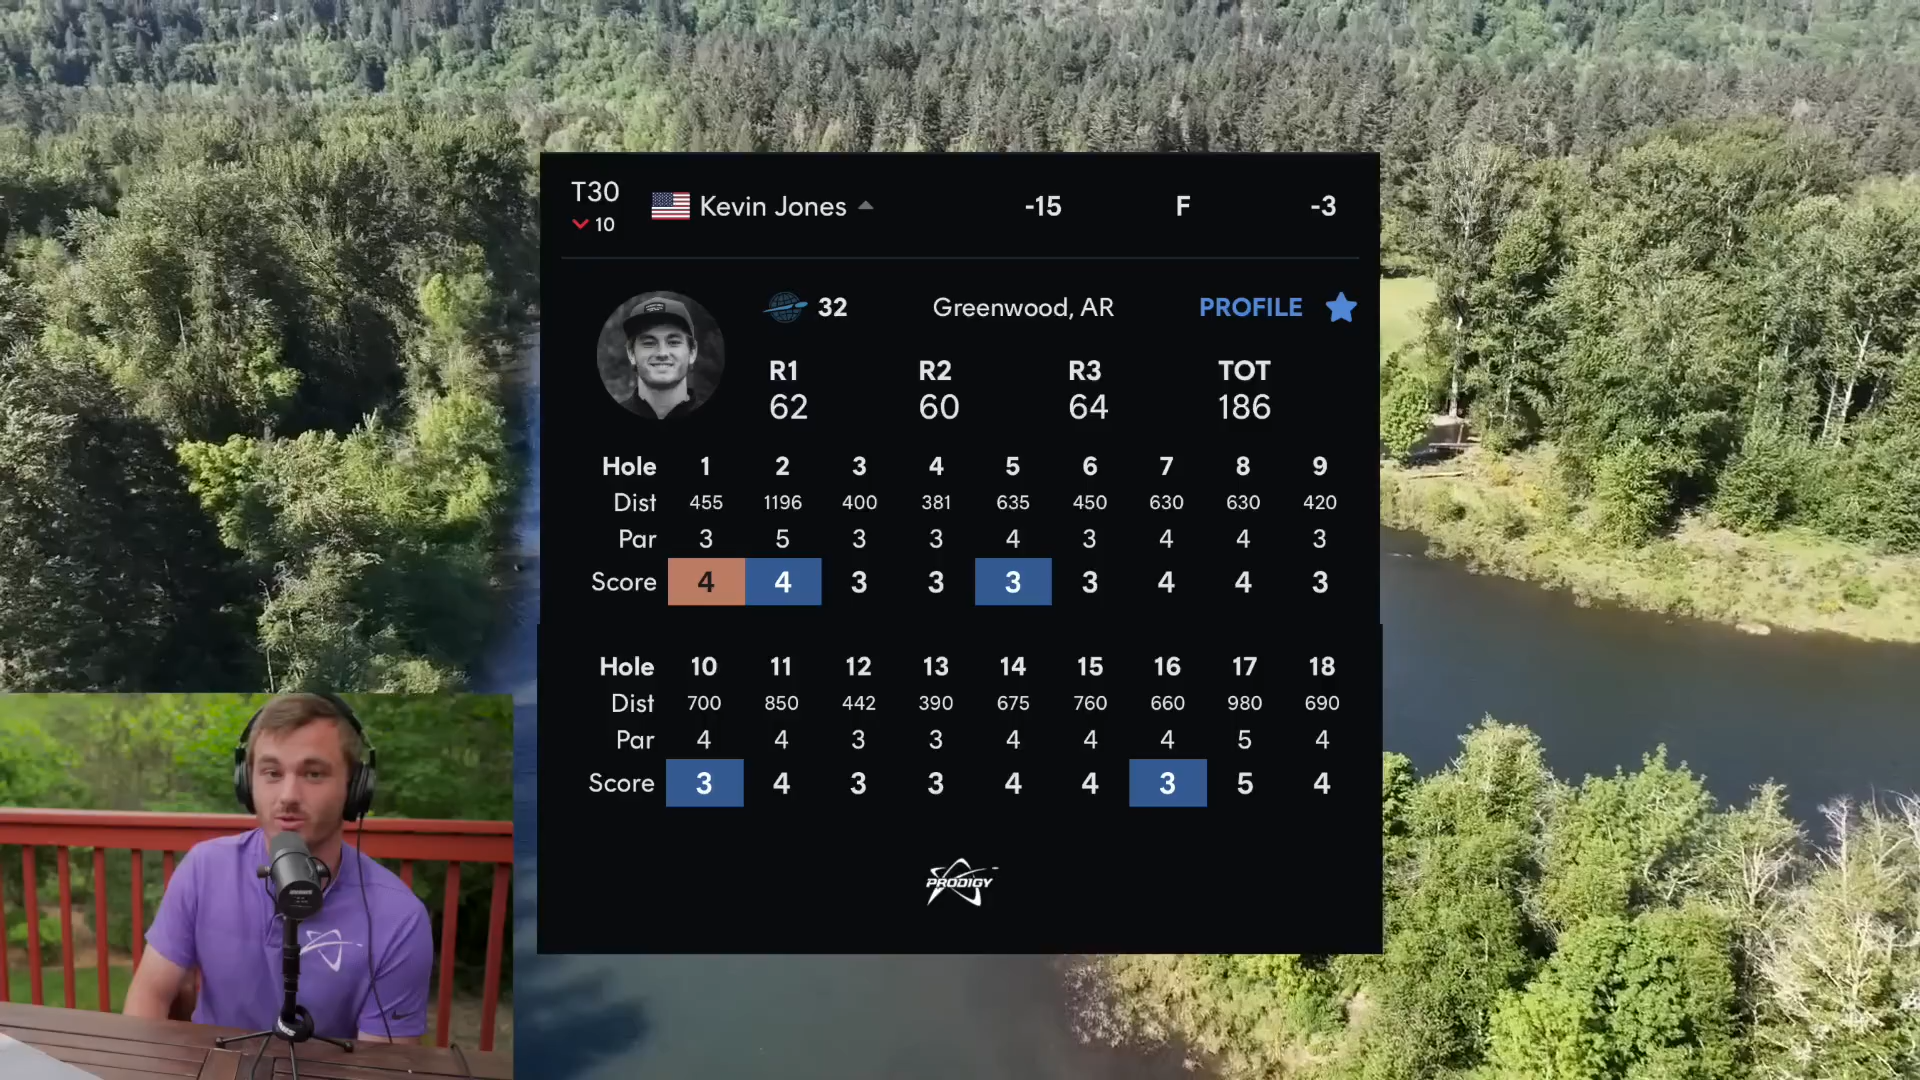 T30 Kevin Jones -15 F -3
10
32 Greenwood, AR PROFILE
R1 R2 R3 TOT
62 60 64 186
Hole 1 2 3 4 5 6 7 8 9
Dist 455 1196 400 381 635 450 630 630 420
Par 3 5 3 3 4 3 4 4 3
Score 4 4 3 3 3 3 4 4 3
Hole 10 11 12 13 14 15 16 17 18
Dist 700 850 442 390 675 760 660 980 690
Par 4 4 3 3 4 4 4 5 4
Score 3 4 3 3 4 4 3 5 4
PRODIGY